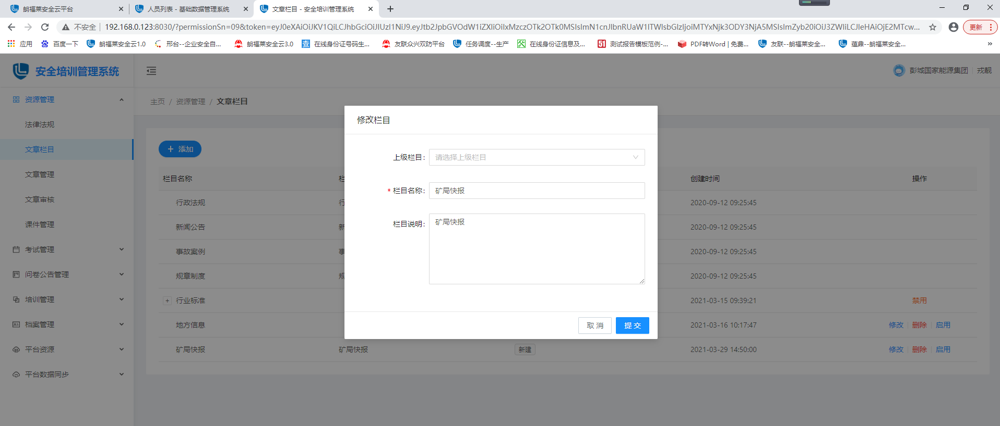 朗福莱安全云平台
人员列表 - 基础数据管理系统
文章栏目 - 安全培训管理系统
不安全
192.168.0.123:8030/?permissionSn=09&token=eyJ0eXAiOiJKV1QiLCJhbGciOiJIUzI1NiJ9.eyJtb2JpbGVOdW1iZXIiOiIxMzczOTk2OTk0MSIsImN1cnJlbnRUaW1lTWlsbGlzIjoiMTYxNjk3ODY3NjA5MSIsImZyb20iOiJ3ZWIiLCJleHAiOjE2MTcw...
更新
应用
百度一下
朗福莱安全云1.0
邢台--企业安全自...
朗福莱安全云3.0
查
在线身份证号码生...
友联众兴双防平台
任务调度--生产
在线身份证信息及...
51
测试报告模板范例-...
PDF转Word | 免费...
友联--朗福莱安全...
蕴鼎--朗福莱安全...
»
安全培训管理系统
彭城国家能源集团
戎靓
资源管理
法律法规
文章栏目
文章管理
文章审核
课件管理
考试管理
问卷公告管理
培训管理
档案管理
平台资源
平台数据同步
主页 / 资源管理 / 文章栏目
+ 添加
栏目名称
创建时间
操作
行政法规
行
2020-09-12 09:25:45
新闻公告
新
2020-09-12 09:25:45
事故案例
事
2020-09-12 09:25:45
规章制度
规
2020-09-12 09:25:45
+ 行业标准
2021-03-15 09:39:21
禁用
地方信息
2021-03-16 10:17:47
修改 删除 启用
矿局快报
矿局快报
新建
2021-03-29 14:50:00
修改 删除 启用
修改栏目
上级栏目:
请选择上级栏目
* 栏目名称:
矿局快报
栏目说明:
矿局快报
取 消
提 交